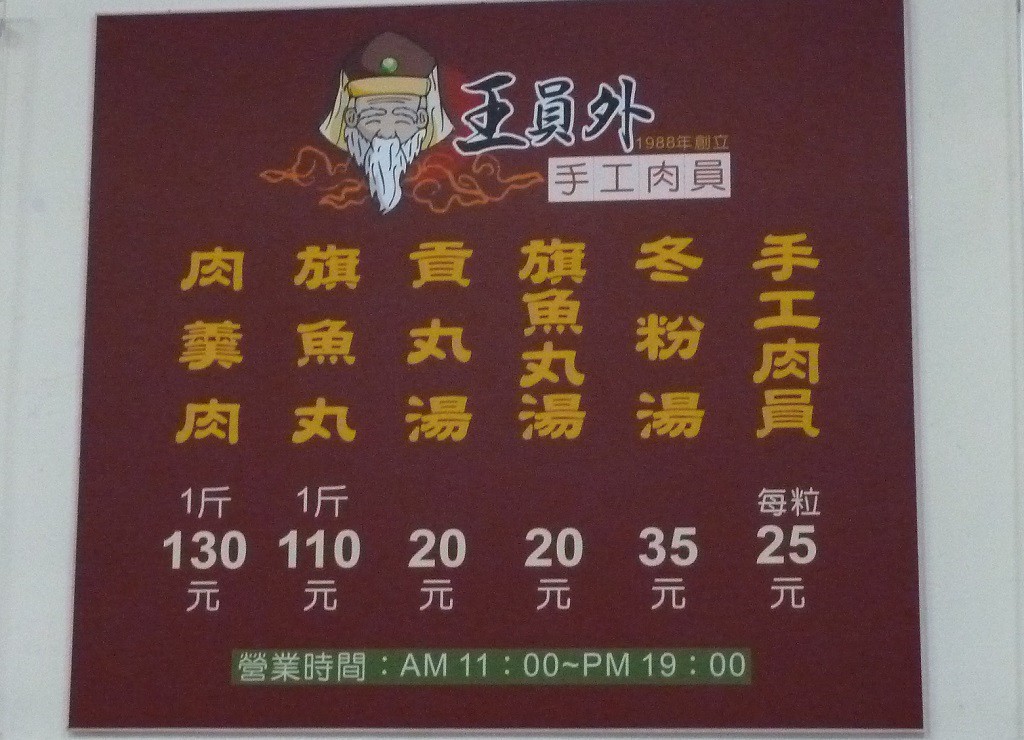 王員外
1988年創立
手工肉員
手工肉員
每粒
25
元
冬粉湯
35
元
旗魚丸湯
20
元
貢丸湯
20
元
旗魚丸
1斤
110
元
肉羹肉
1斤
130
元
營業時間：AM 11：00~PM 19：00